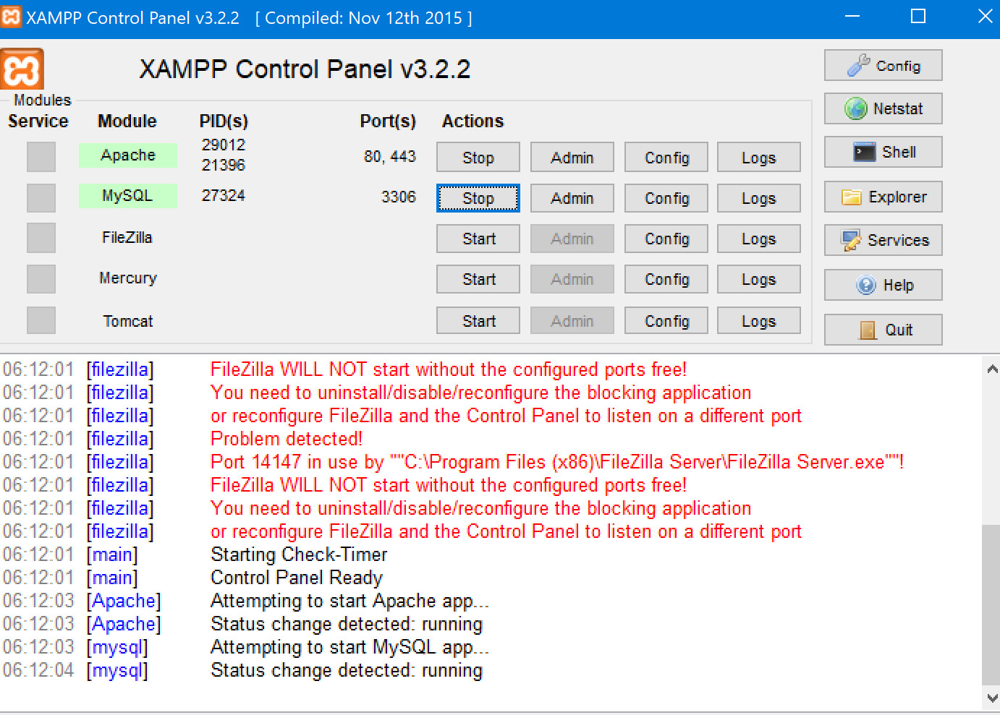 XAMPP Control Panel v3.2.2 [ Compiled: Nov 12th 2015 ]
XAMPP Control Panel v3.2.2
Config
Modules
Service Module PID(s) Port(s) Actions
Netstat
Apache 29012 21396 80, 443 Stop Admin Config Logs
Shell
MySQL 27324 3306 Stop Admin Config Logs
Explorer
FileZilla Start Admin Config Logs
Services
Mercury Start Admin Config Logs
Help
Tomcat Start Admin Config Logs
Quit
06:12:01 [filezilla] FileZilla WILL NOT start without the configured ports free!
06:12:01 [filezilla] You need to uninstall/disable/reconfigure the blocking application
06:12:01 [filezilla] or reconfigure FileZilla and the Control Panel to listen on a different port
06:12:01 [filezilla] Problem detected!
06:12:01 [filezilla] Port 14147 in use by ""C:\Program Files (x86)\FileZilla Server\FileZilla Server.exe""!
06:12:01 [filezilla] FileZilla WILL NOT start without the configured ports free!
06:12:01 [filezilla] You need to uninstall/disable/reconfigure the blocking application
06:12:01 [filezilla] or reconfigure FileZilla and the Control Panel to listen on a different port
06:12:01 [main] Starting Check-Timer
06:12:01 [main] Control Panel Ready
06:12:03 [Apache] Attempting to start Apache app...
06:12:03 [Apache] Status change detected: running
06:12:03 [mysql] Attempting to start MySQL app...
06:12:04 [mysql] Status change detected: running